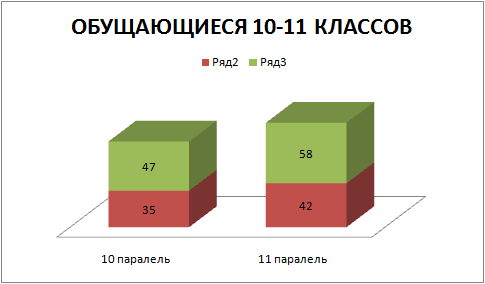 ОБУЩАЮЩИЕСЯ 10-11 КЛАССОВ
Ряд2 Ряд3
47 58
35 42
10 паралель 11 паралель